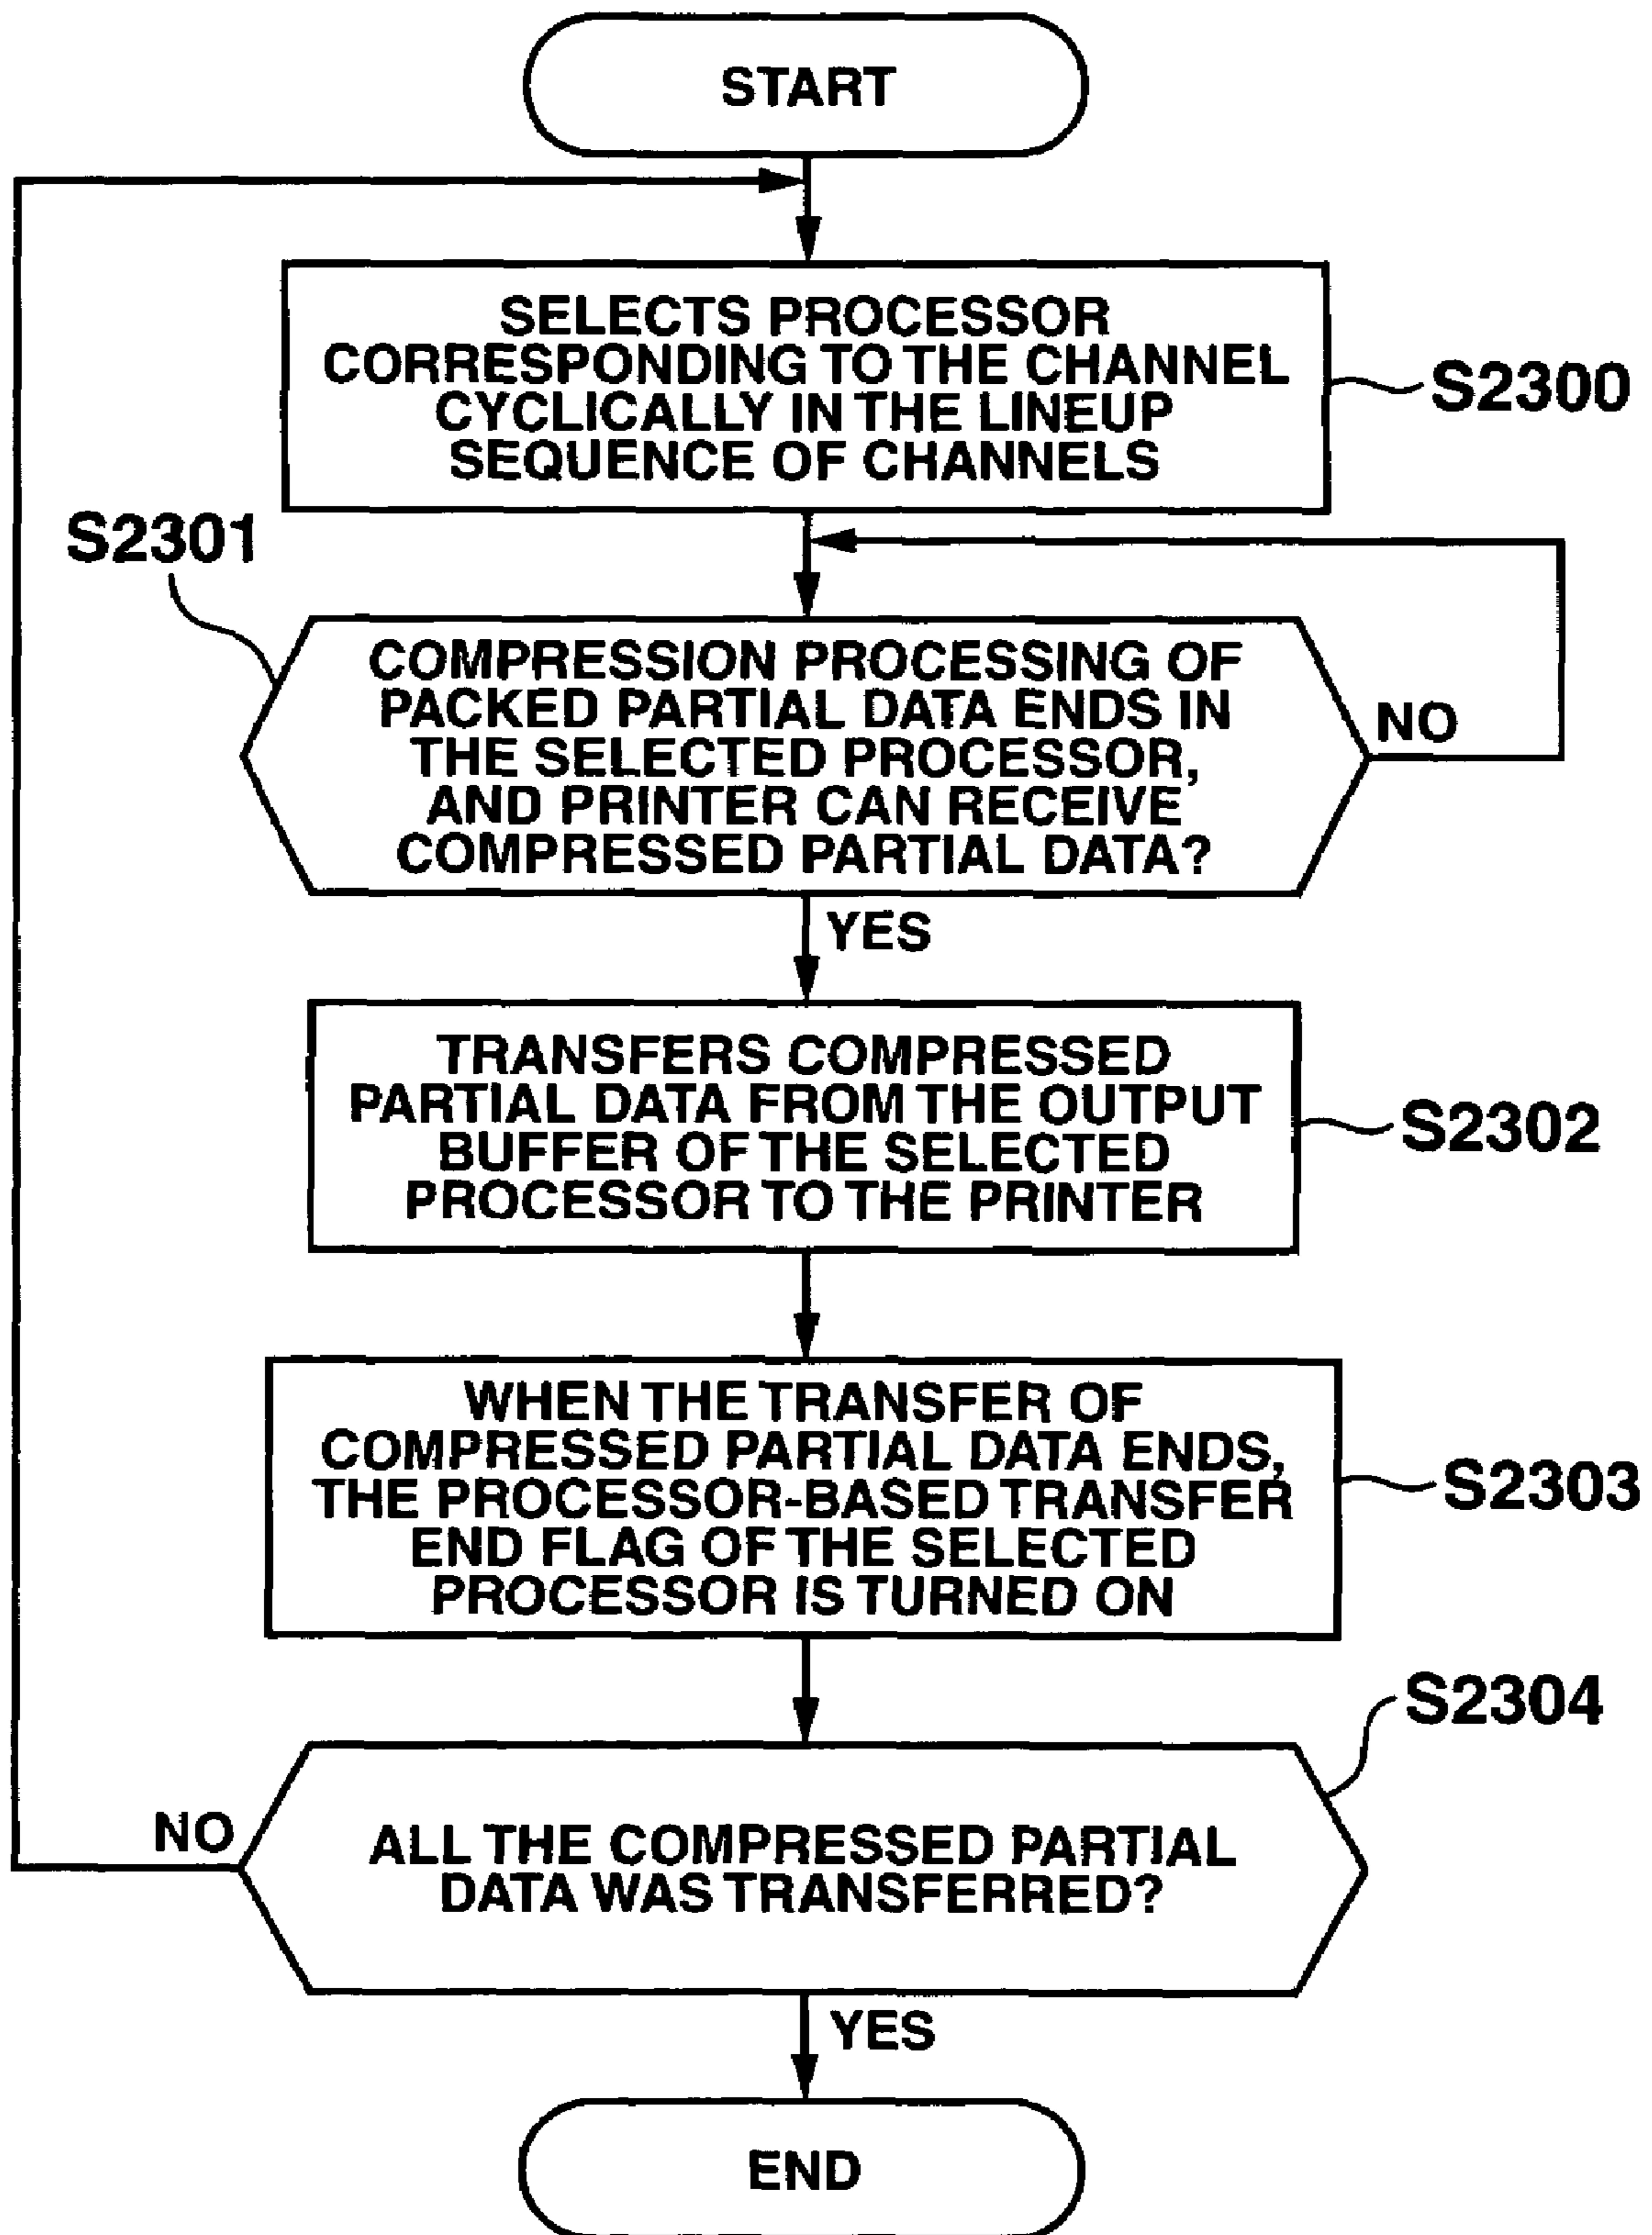 START
SELECTS PROCESSOR
CORRESPONDING TO THE CHANNEL
CYCLICALLY IN THE LINEUP
SEQUENCE OF CHANNELS
S2300
S2301
COMPRESSION PROCESSING OF
PACKED PARTIAL DATA ENDS IN
THE SELECTED PROCESSOR,
AND PRINTER CAN RECEIVE
COMPRESSED PARTIAL DATA?
NO
YES
TRANSFERS COMPRESSED
PARTIAL DATA FROM THE OUTPUT
BUFFER OF THE SELECTED
PROCESSOR TO THE PRINTER
S2302
WHEN THE TRANSFER OF
COMPRESSED PARTIAL DATA ENDS,
THE PROCESSOR-BASED TRANSFER
END FLAG OF THE SELECTED
PROCESSOR IS TURNED ON
S2303
S2304
NO
ALL THE COMPRESSED PARTIAL
DATA WAS TRANSFERRED?
YES
END